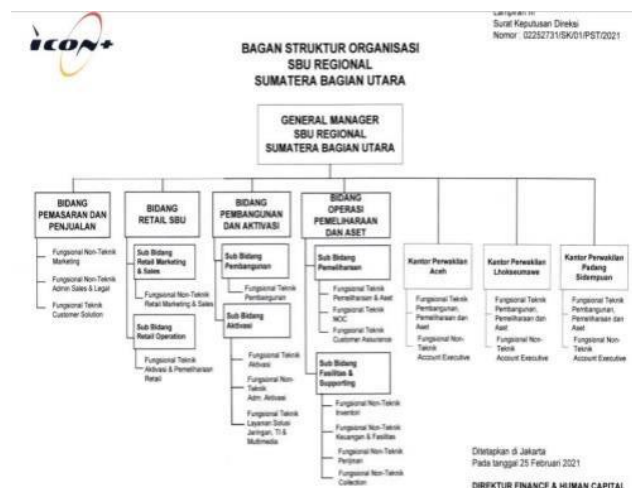 Lampiran III
Surat Keputusan Direksi
Nomor : 02252731/SK/01/PST/2021
icon+
BAGAN STRUKTUR ORGANISASI
SBU REGIONAL
SUMATERA BAGIAN UTARA
GENERAL MANAGER
SBU REGIONAL
SUMATERA BAGIAN UTARA
BIDANG
PEMASARAN DAN
PENJUALAN
Fungsional Non-Teknik
Marketing
Fungsional Non-Teknik
Admin Sales & Legal
Fungsional Teknik
Customer Solution
BIDANG
RETAIL SBU
Sub Bidang
Retail Marketing
& Sales
Fungsional Non-Teknik
Retail Marketing & Sales
Sub Bidang
Retail Operation
Fungsional Teknik
Aktivasi & Pemeliharaan
Retail
BIDANG
PEMBANGUNAN
DAN AKTIVASI
Sub Bidang
Pembangunan
Fungsional Teknik
Pembangunan
Sub Bidang
Aktivasi
Fungsional Teknik
Aktivasi
Fungsional Non-
Teknik
Adm. Aktivasi
Fungsional Teknik
Layanan Solusi
Jaringan, TI &
Multimedia
BIDANG
OPERASI
PEMELIHARAAN
DAN ASET
Sub Bidang
Pemeliharaan
Fungsional Teknik
Pemeliharaan & Aset
Fungsional Teknik
NOC
Fungsional Teknik
Customer Assurance
Sub Bidang
Fasilitas &
Supporting
Fungsional Non-Teknik
Inventori
Fungsional Non-Teknik
Keuangan & Fasilitas
Fungsional Non-Teknik
Perijinan
Fungsional Non-Teknik
Collection
Kantor Perwakilan
Aceh
Fungsional Teknik
Pembangunan,
Pemeliharaan dan
Aset
Fungsional Non-
Teknik
Account Executive
Kantor Perwakilan
Lhokseumawe
Fungsional Teknik
Pembangunan,
Pemeliharaan dan
Aset
Fungsional Non-
Teknik
Account Executive
Kantor Perwakilan
Padang
Sidempuan
Fungsional Teknik
Pembangunan,
Pemeliharaan dan
Aset
Fungsional Non-
Teknik
Account Executive
Ditetapkan di Jakarta
Pada tanggal 25 Februari 2021
DIREKTUR FINANCE & HUMAN CAPITAL